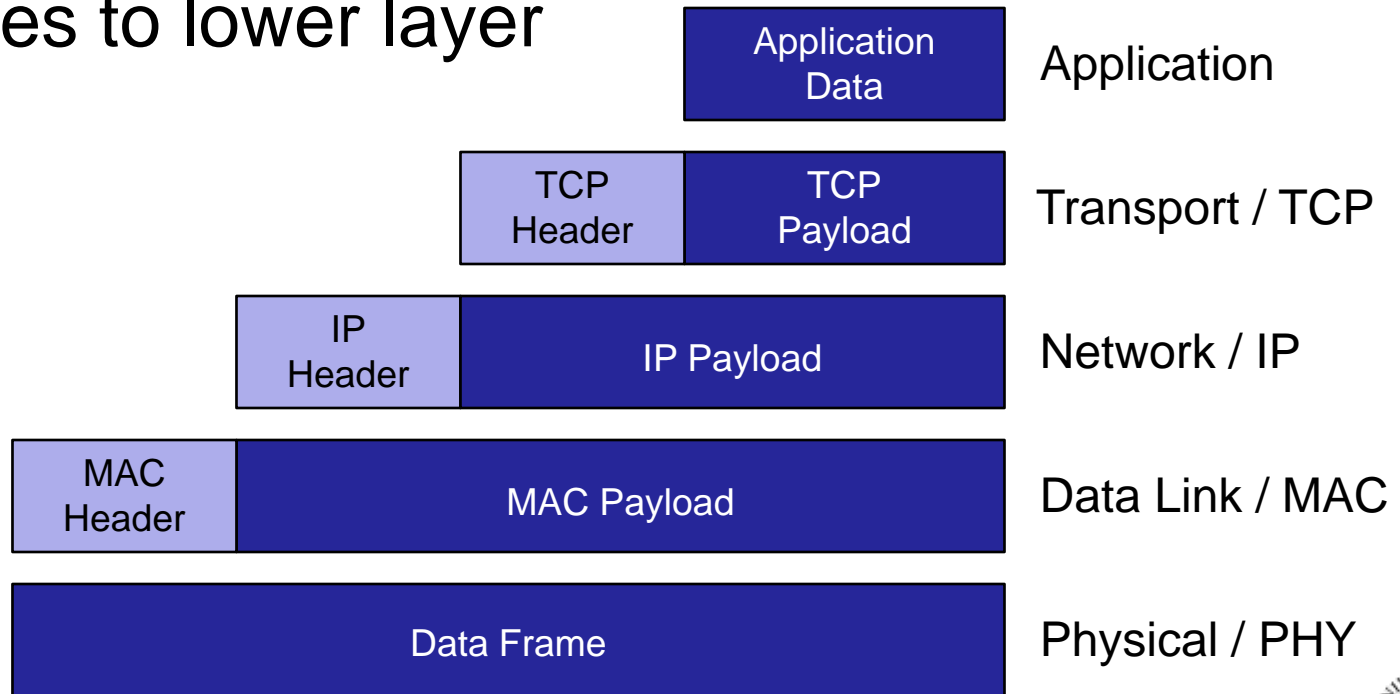 es to lower layer
Application
Data
Application
TCP
Header
TCP
Payload
Transport / TCP
IP
Header
IP Payload
Network / IP
MAC
Header
MAC Payload
Data Link / MAC
Data Frame
Physical / PHY